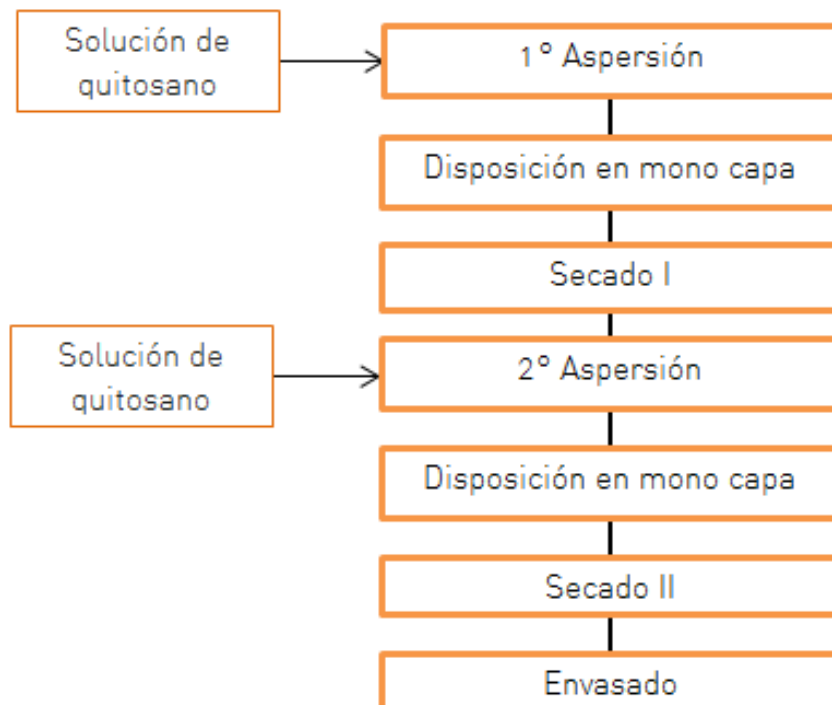 Solución de
quitosano
1° Aspersión
Disposición en mono capa
Secado I
Solución de
quitosano
2° Aspersión
Disposición en mono capa
Secado II
Envasado